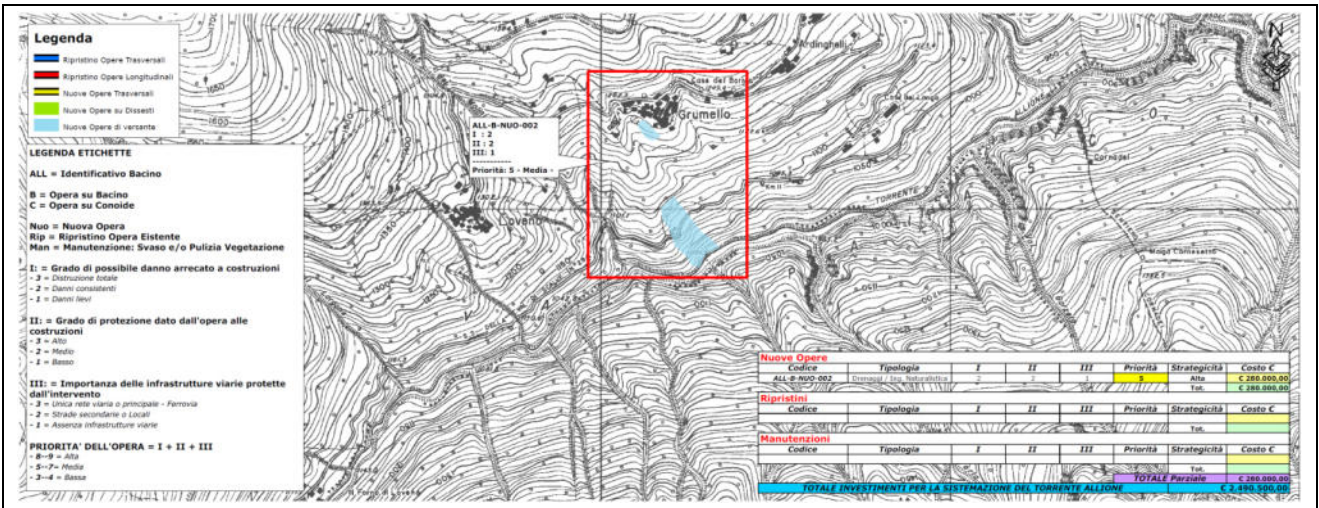 Legenda
Ripristino Opere Trasversali
Ripristino Opere Longitudinali
Nuove Opere Trasversali
Nuove Opere su Dissesti
Nuove Opere di versante
LEGENDA ETICHETTE
ALL = Identificativo Bacino
B = Opera su Bacino
C = Opera su Conoide
Nuo = Nuova Opera
Rip = Ripristino Opera Eistente
Man = Manutenzione: Svaso e/o Pulizia Vegetazione
I: = Grado di possibile danno arrecato a costruzioni
- 3 = Distruzione totale
- 2 = Danni consistenti
- 1 = Danni lievi
II: = Grado di protezione dato dall'opera alle
costruzioni
- 3 = Alto
- 2 = Medio
- 1 = Basso
III: = Importanza delle infrastrutture viarie protette
dall'intervento
- 3 = Unica rete viaria o principale - Ferrovia
- 2 = Strade secondarie o Locali
- 1 = Assenza infrastrutture viarie
PRIORITA' DELL'OPERA = I + II + III
- 8--9 = Alta
- 5--7= Media
- 3--4 = Bassa
ALL-B-NUO-002
I : 2
II : 2
III: 1
-----------
Priorità: 5 - Media -
Ardinghelli
Grumello
Loveno
TORRENTE
ALLIONE
N
Nuove Opere
Codice Tipologia I II III Priorità Strategicità Costo €
ALL-B-NUO-002 Drenaggi / Ing. Naturalistica 2 2 5 Alta € 280.000,00
Tot. € 280.000,00
Ripristini
Codice Tipologia I II III Priorità Strategicità Costo €
Tot.
Manutenzioni
Codice Tipologia I II III Priorità Strategicità Costo €
Tot.
TOTALE Parziale € 280.000,00
TOTALE INVESTIMENTI PER LA SISTEMAZIONE DEL TORRENTE ALLIONE € 2.490.500,00